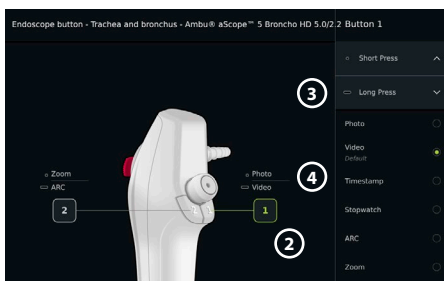 Endoscope button - Trachea and bronchus - Ambu® aScope™ 5 Broncho HD 5.0/2.2
Button 1
Short Press
3
Long Press
Photo
Video
Default
Zoom
ARC
Photo
Video
4
Timestamp
2
1
Stopwatch
2
ARC
Zoom